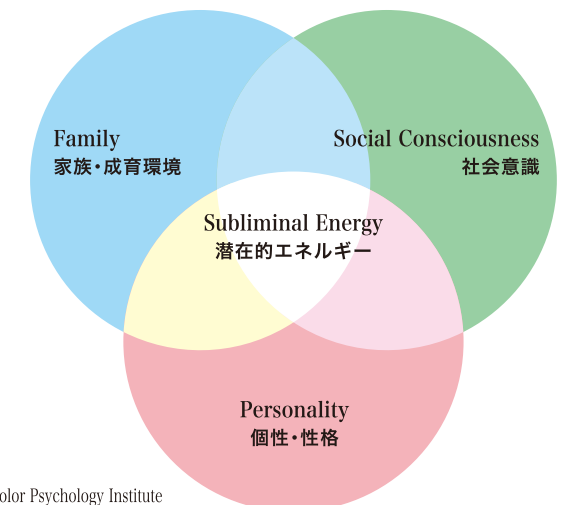 Family
家族・成育環境
Social Consciousness
社会意識
Subliminal Energy
潜在的エネルギー
Personality
個性・性格
olor Psychology Institute